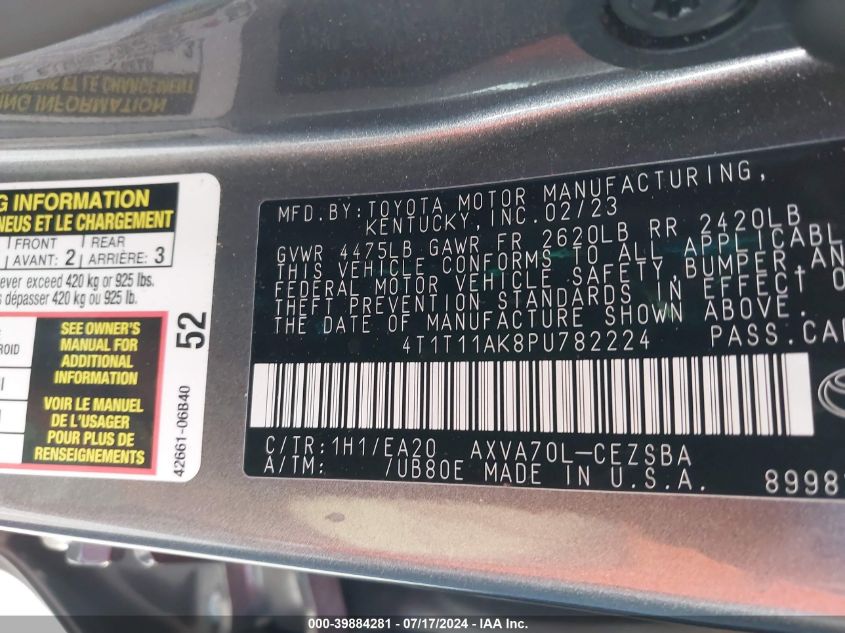 G INFORMATION
NEUS ET LE CHARGEMENT
FRONT REAR
AVANT: 2 ARRIÈRE: 3
ever exceed 420 kg or 925 lbs.
s dépasser 420 kg ou 925 lb.
SEE OWNER'S
MANUAL FOR
ADDITIONAL
INFORMATION
VOIR LE MANUEL
DE L'USAGER
POUR PLUS DE
RENSEIGNEMENTS
52
42661-06B40
MFD. BY: TOYOTA MOTOR MANUFACTURING,
KENTUCKY, INC. 02/23
GVWR 4475LB GAWR FR 2620LB RR 2420LB
THIS VEHICLE CONFORMS TO ALL APPLICABL
FEDERAL MOTOR VEHICLE SAFETY, BUMPER AN
THEFT PREVENTION STANDARDS IN EFFECT O
THE DATE OF MANUFACTURE SHOWN ABOVE.
4T1T11AK8PU782224 PASS. CA
C/TR: 1H1/EA20 AXVA70L-CEZSBA
A/TM: /UB80E MADE IN U.S.A.
8998
000-39884281 - 07/17/2024 - IAA Inc.